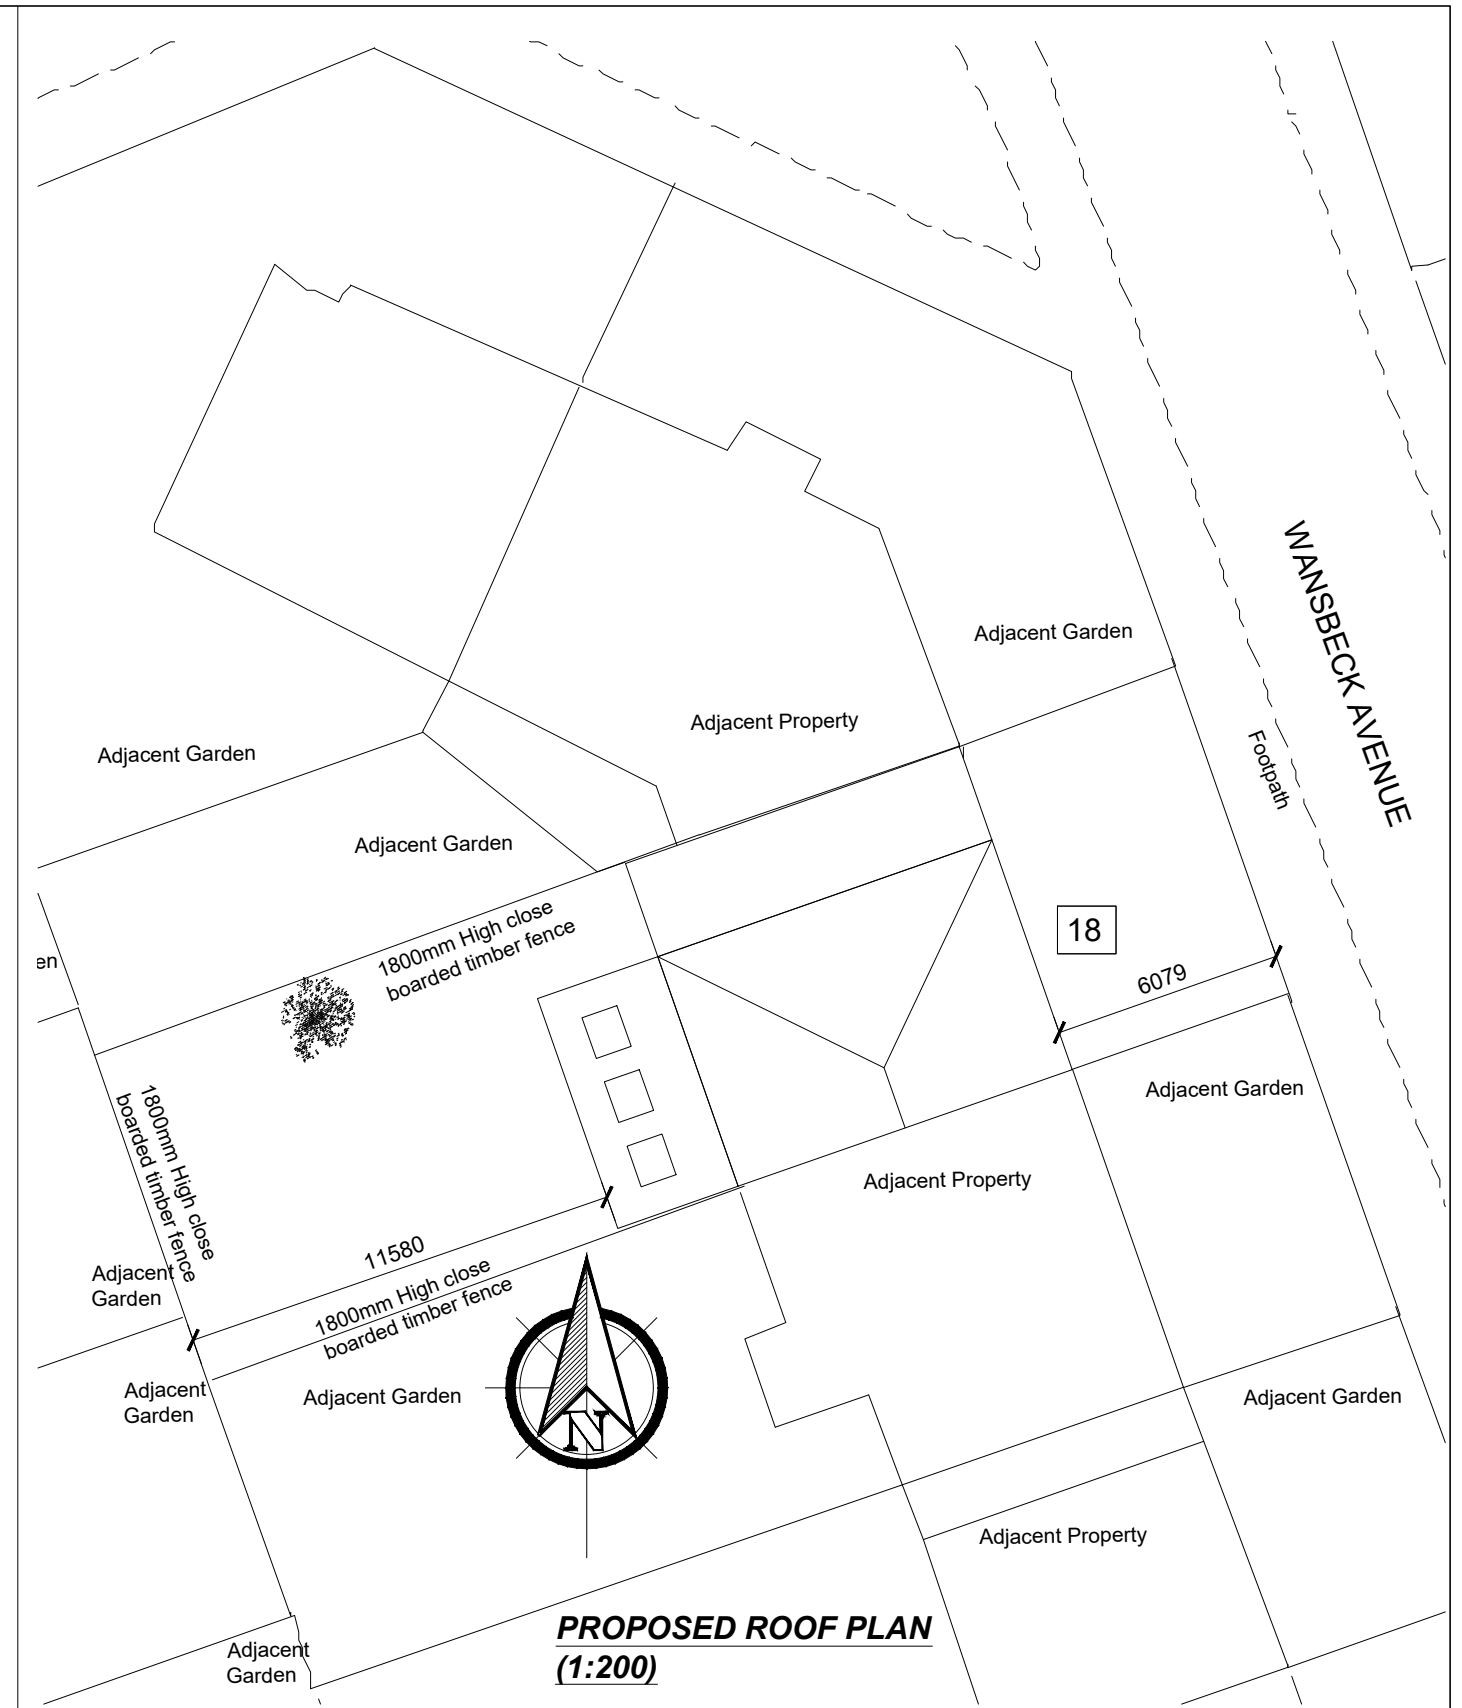 WANSBECK AVENUE
Footpath
Adjacent Garden
Adjacent Property
Adjacent Garden
Adjacent Garden
1800mm High close
boarded timber fence
18
en
6079
1800mm High close
boarded timber fence
Adjacent Garden
Adjacent Property
11580
Adjacent
Garden
1800mm High close
boarded timber fence
Adjacent
Garden
Adjacent Garden
N
Adjacent Garden
Adjacent Property
PROPOSED ROOF PLAN
(1:200)
Adjacent
Garden